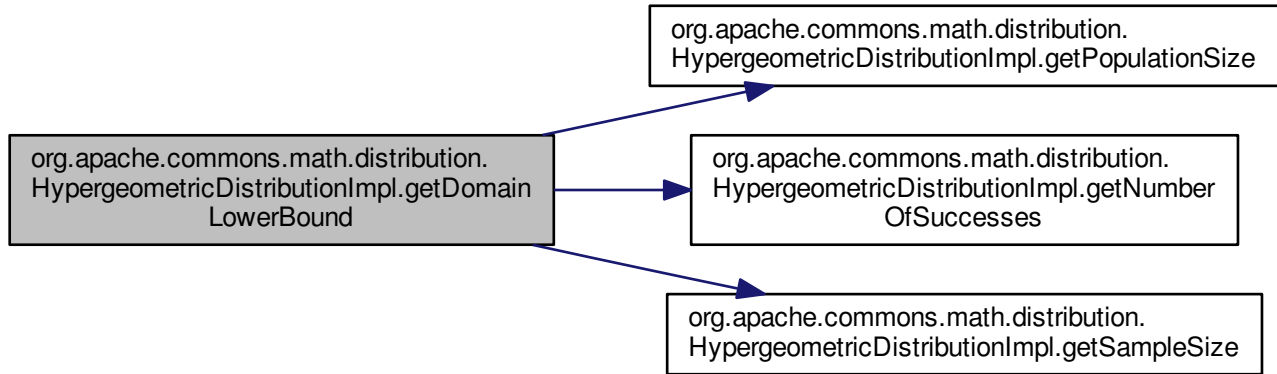 org.apache.commons.math.distribution.
HypergeometricDistributionImpl.getPopulationSize
org.apache.commons.math.distribution.
HypergeometricDistributionImpl.getDomain
LowerBound
org.apache.commons.math.distribution.
HypergeometricDistributionImpl.getNumber
OfSuccesses
org.apache.commons.math.distribution.
HypergeometricDistributionImpl.getSampleSize